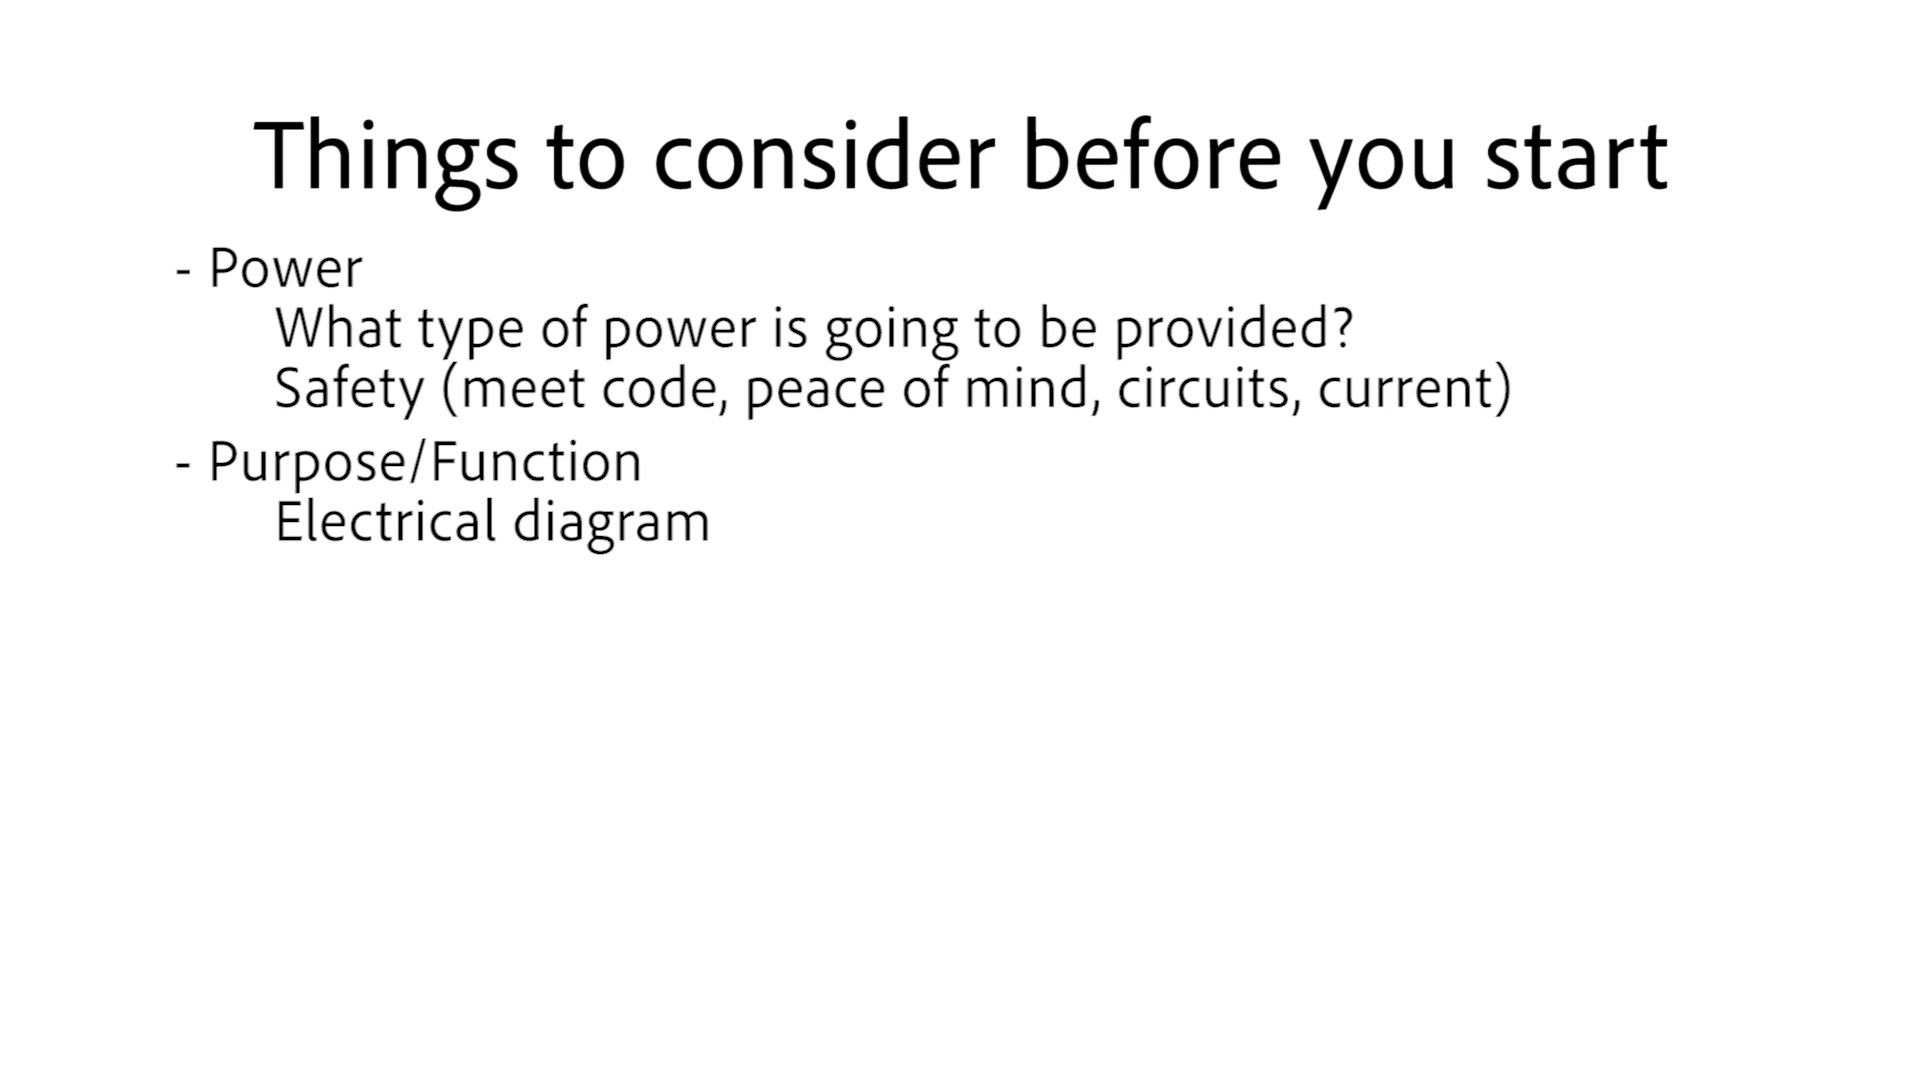 Things to consider before you start
- Power
What type of power is going to be provided?
Safety (meet code, peace of mind, circuits, current)
- Purpose/Function
Electrical diagram